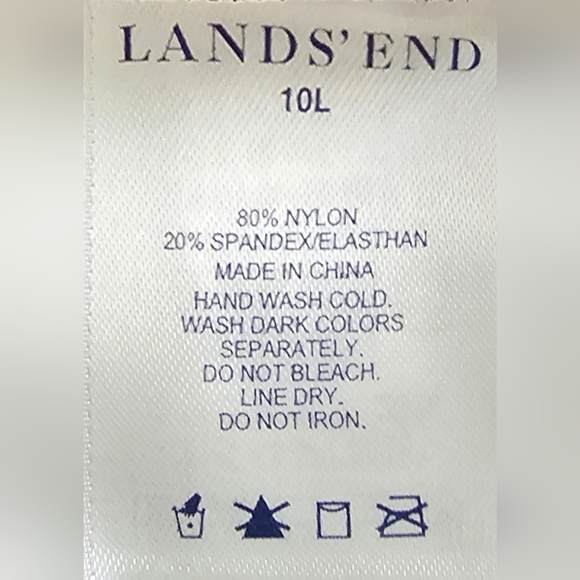 LANDS' END
10L
80% NYLON
20% SPANDEX/ELASTHAN
MADE IN CHINA
HAND WASH COLD.
WASH DARK COLORS
SEPARATELY.
DO NOT BLEACH.
LINE DRY.
DO NOT IRON.